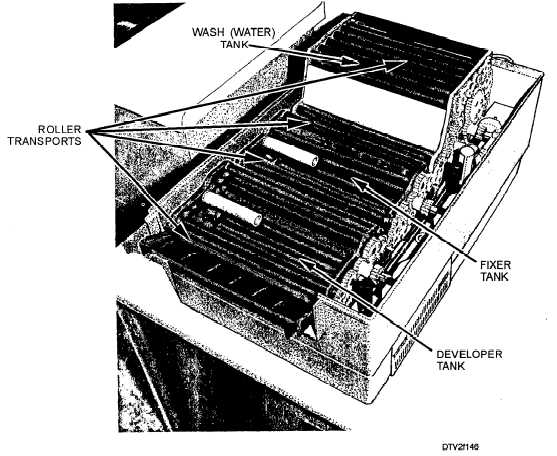 WASH (WATER)
TANK
ROLLER
TRANSPORTS
FIXER
TANK
DEVELOPER
TANK
DTV2f146